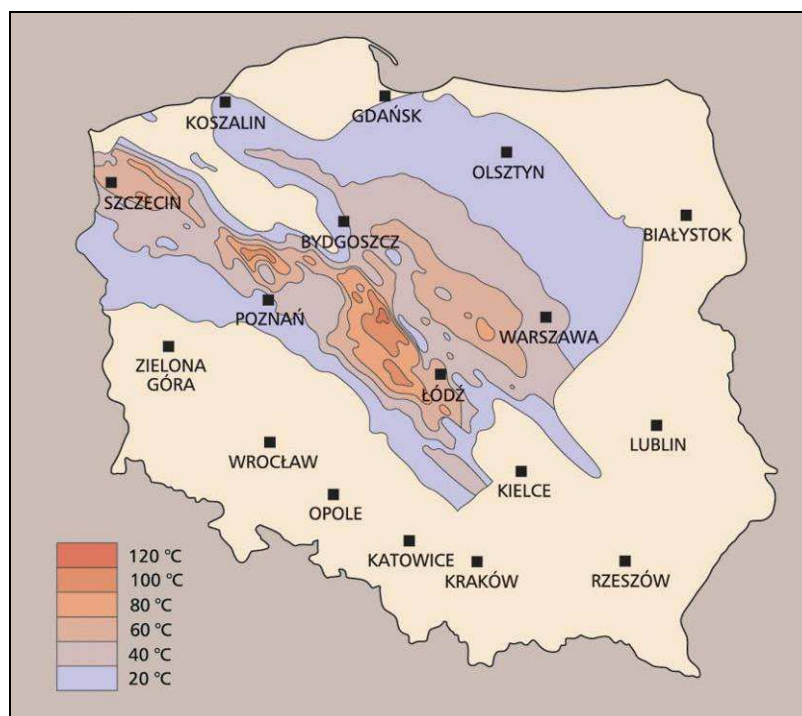 KOSZALIN
GDAŃSK
OLSZTYN
SZCZECIN
BYDGOSZCZ
BIAŁYSTOK
POZNAŃ
WARSZAWA
ZIELONA
GÓRA
ŁÓDŹ
LUBLIN
WROCŁAW
KIELCE
OPOLE
KATOWICE
KRAKÓW
RZESZÓW
120 °C
100 °C
80 °C
60 °C
40 °C
20 °C